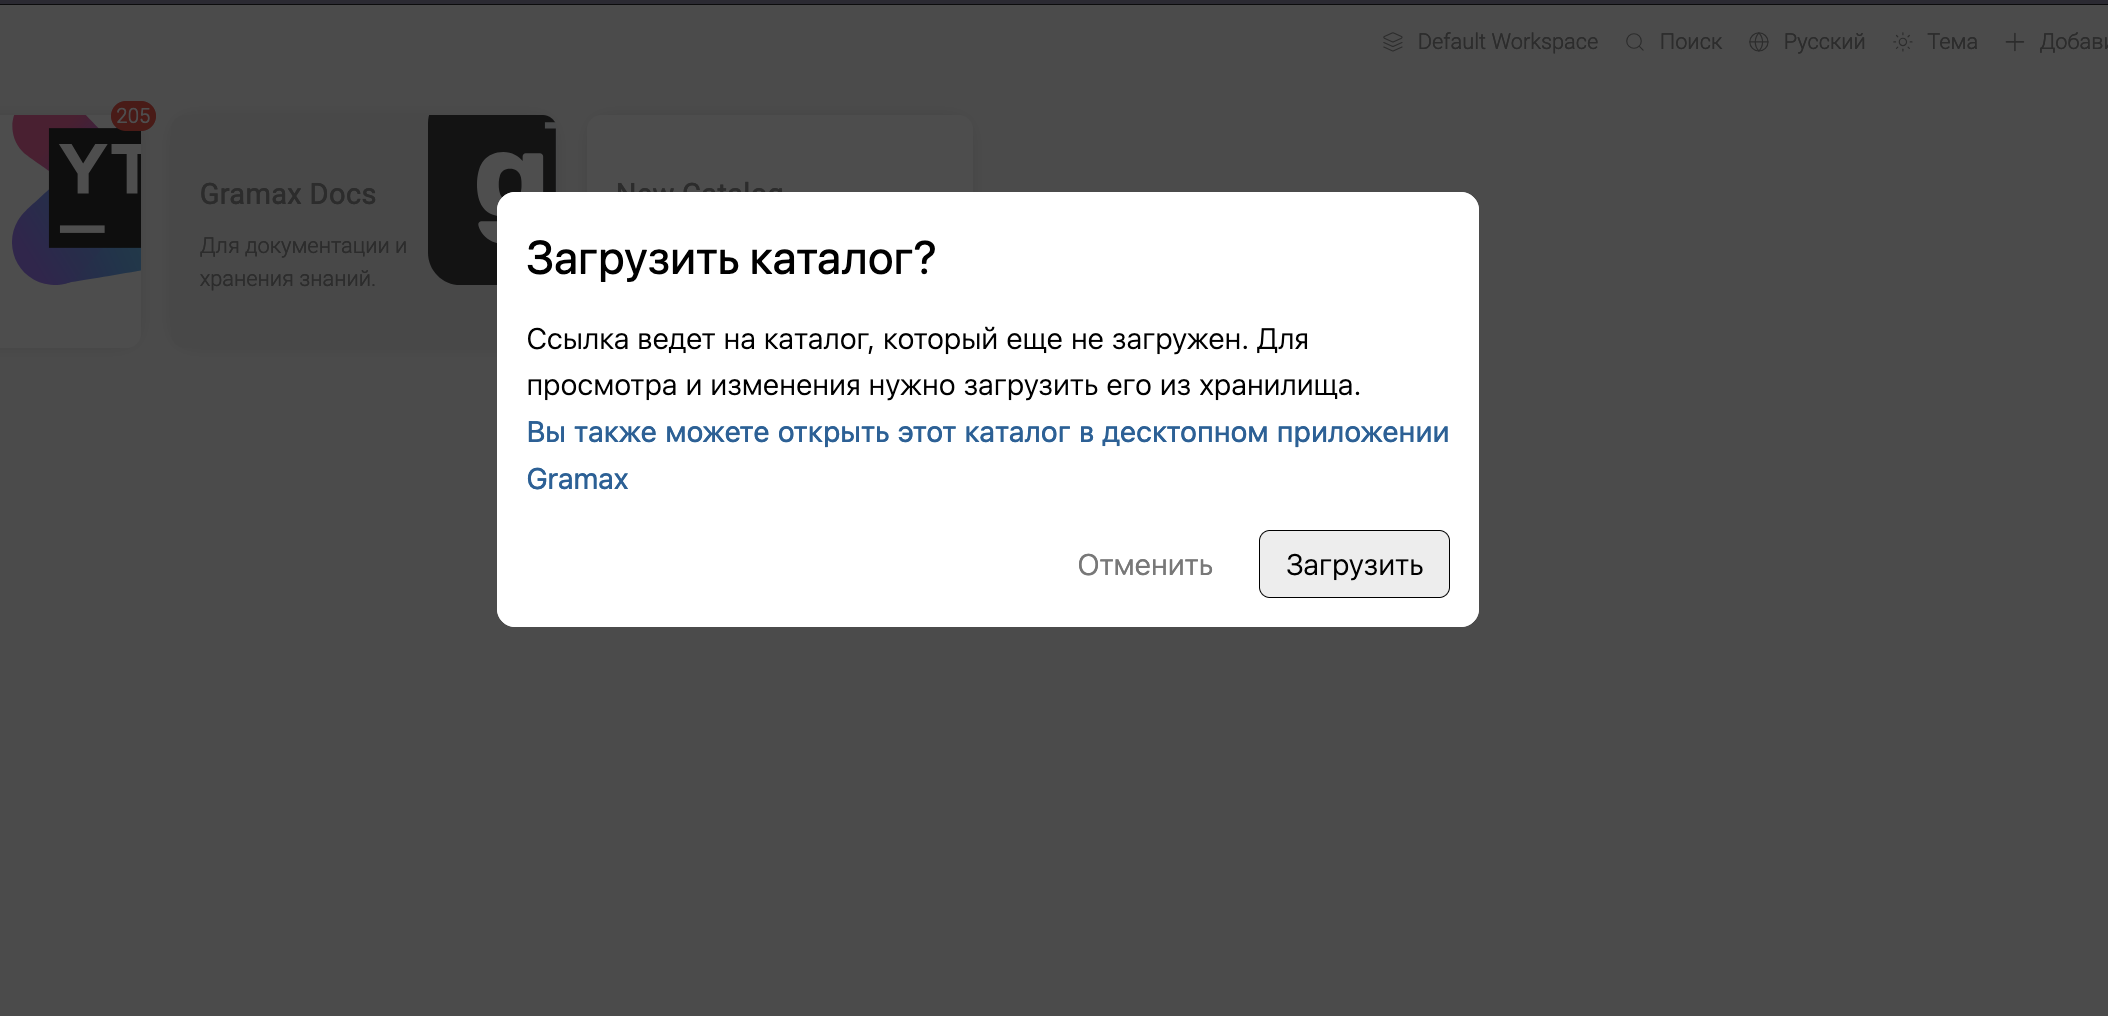 Default Workspace Поиск Русский Тема
205
YT
g
Gramax Docs
Для документации и
хранения знаний.
New Catalog
Загрузить каталог?
Ссылка ведет на каталог, который еще не загружен. Для
просмотра и изменения нужно загрузить его из хранилища.
Вы также можете открыть этот каталог в десктопном приложении
Gramax
Отменить Загрузить